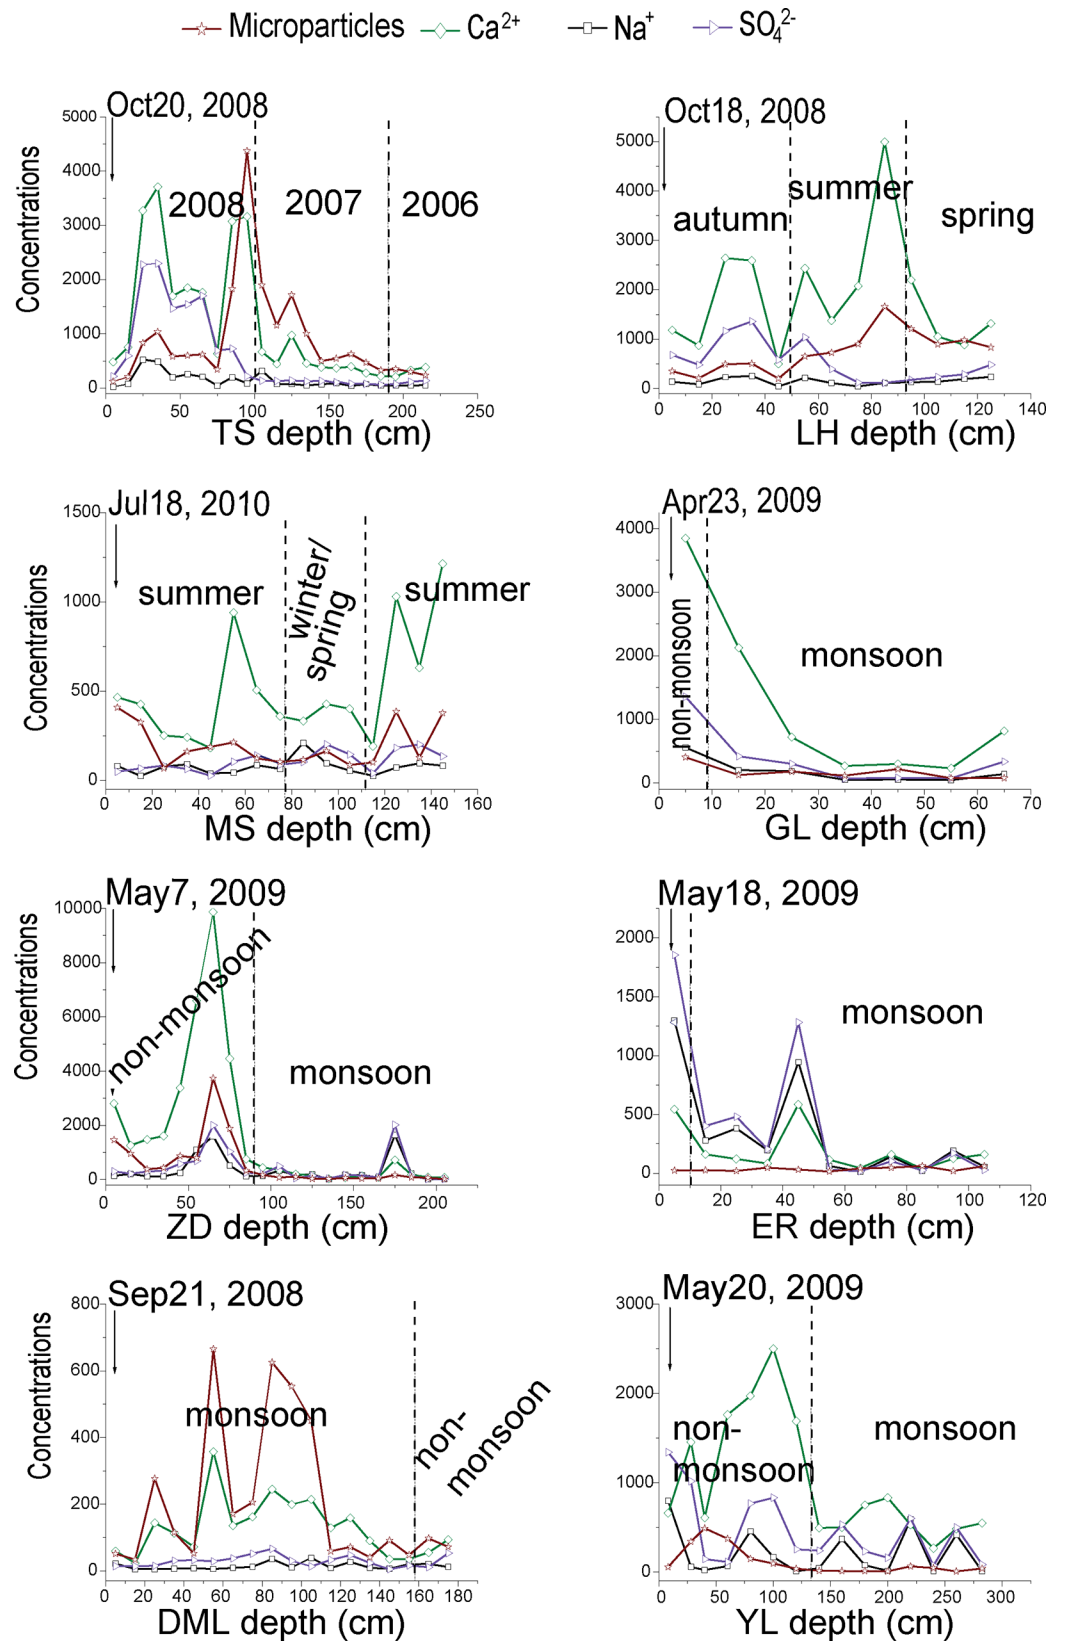 Microparticles Ca2+ Na+ SO42-
Oct20, 2008
Concentrations
5000
4000
3000
2000
1000
0
2008 2007 2006
0 50 100 150 200 250
TS depth (cm)
Oct18, 2008
5000
4000
3000
2000
1000
0
autumn summer spring
0 20 40 60 80 100 120 140
LH depth (cm)
Jul18, 2010
Concentrations
1500
1000
500
0
summer winter/ spring summer
0 20 40 60 80 100 120 140 160
MS depth (cm)
Apr23, 2009
4000
3000
2000
1000
0
non-monsoon monsoon
0 10 20 30 40 50 60 70
GL depth (cm)
May7, 2009
Concentrations
10000
8000
6000
4000
2000
0
non-monsoon monsoon
0 50 100 150 200
ZD depth (cm)
May18, 2009
2000
1500
1000
500
0
monsoon
0 20 40 60 80 100 120
ER depth (cm)
Sep21, 2008
Concentrations
800
600
400
200
0
monsoon non-
monsoon
0 20 40 60 80 100 120 140 160 180
DML depth (cm)
May20, 2009
3000
2000
1000
0
non-
monsoon monsoon
0 50 100 150 200 250 300
YL depth (cm)